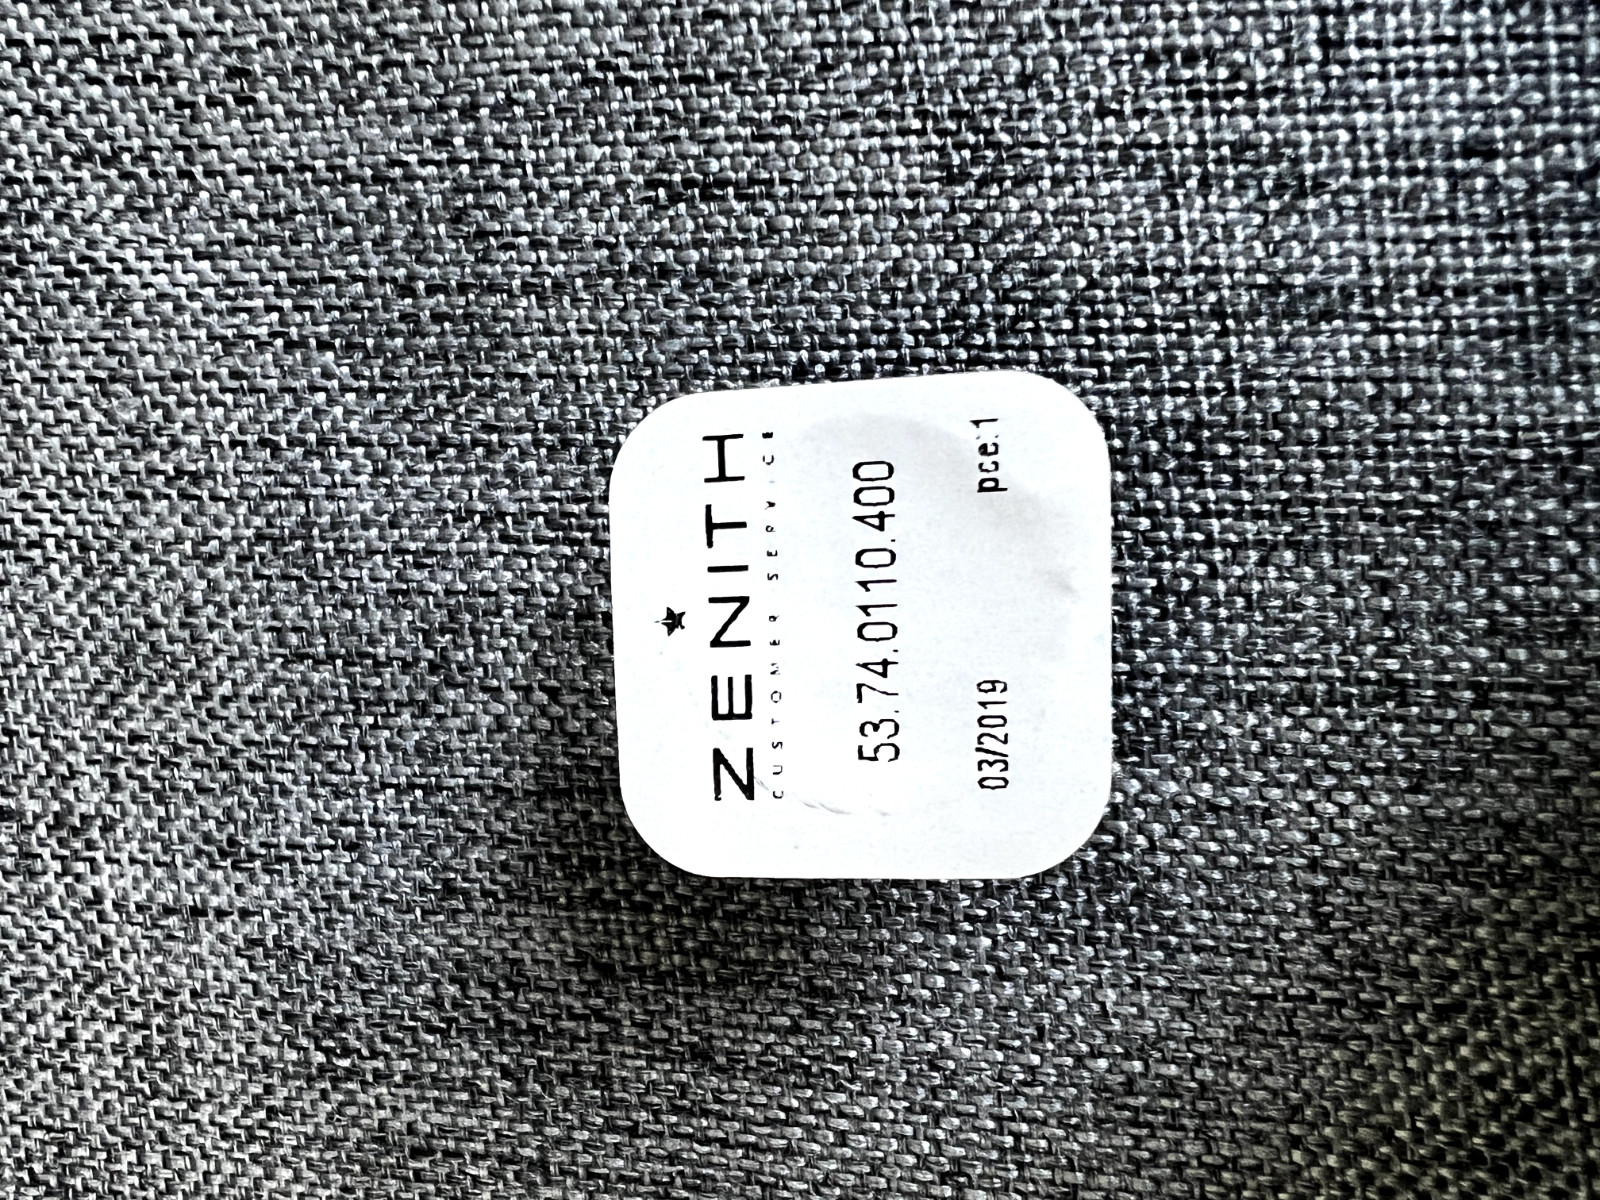 ZENITH
CUSTOMER SERVICE
53.74.0110.400
03/2019 pce:1